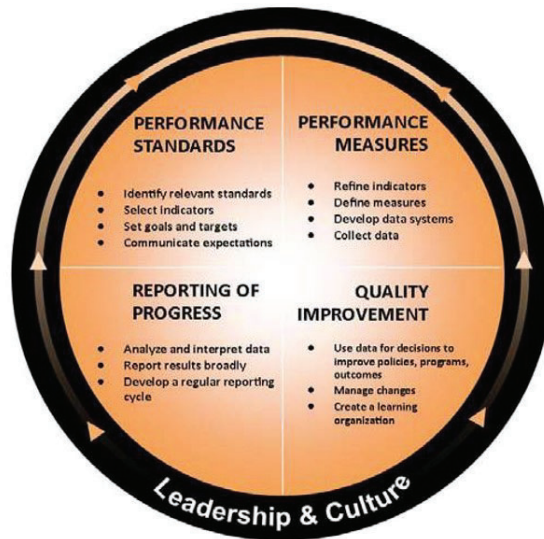 PERFORMANCE
STANDARDS
• Identify relevant standards
• Select indicators
• Set goals and targets
• Communicate expectations
PERFORMANCE
MEASURES
• Refine indicators
• Define measures
• Develop data systems
• Collect data
REPORTING OF
PROGRESS
• Analyze and interpret data
• Report results broadly
• Develop a regular reporting
cycle
QUALITY
IMPROVEMENT
• Use data for decisions to
improve policies, programs,
outcomes
• Manage changes
• Create a learning
organization
Leadership & Culture